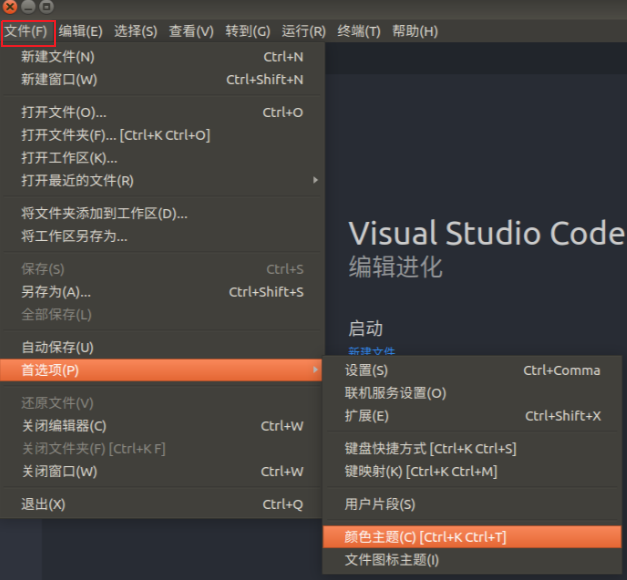 文件(F) 编辑(E) 选择(S) 查看(V) 转到(G) 运行(R) 终端(T) 帮助(H)
新建文件(N) Ctrl+N
新建窗口(W) Ctrl+Shift+N
打开文件(O)... Ctrl+O
打开文件夹(F)... [Ctrl+K Ctrl+O]
打开工作区(K)...
打开最近的文件(R)
将文件夹添加到工作区(D)...
将工作区另存为...
保存(S) Ctrl+S
另存为(A)... Ctrl+Shift+S
全部保存(L)
自动保存(U)
首选项(P)
还原文件(V)
关闭编辑器(C) Ctrl+W
关闭文件夹(F) [Ctrl+K F]
关闭窗口(W) Ctrl+W
退出(X) Ctrl+Q
Visual Studio Code
编辑进化
启动
新建文件
设置(S) Ctrl+Comma
联机服务设置(O)
扩展(E) Ctrl+Shift+X
键盘快捷方式 [Ctrl+K Ctrl+S]
键映射(K) [Ctrl+K Ctrl+M]
用户片段(S)
颜色主题(C) [Ctrl+K Ctrl+T]
文件图标主题(I)